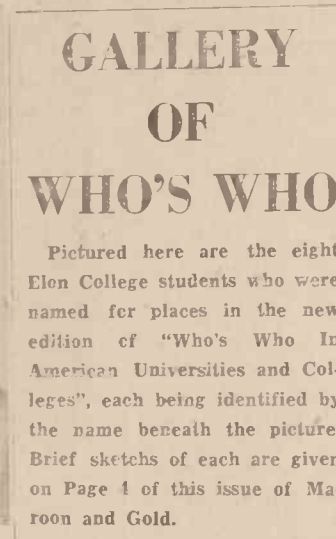 GALLERY
OF
WHO'S WHO
Pictured here are the eight
Elon College students who were
named for places in the new
edition of "Who's Who In
American Universities and Col-
leges", each being identified by
the name beneath the picture.
Brief sketchs of each are given
on Page 4 of this issue of Ma-
roon and Gold.